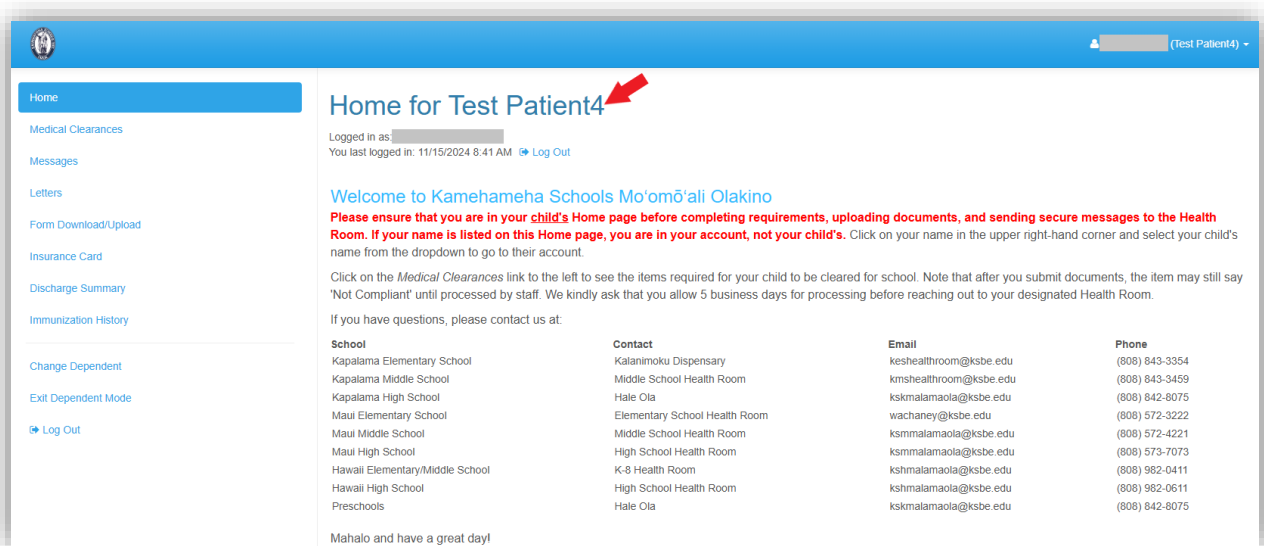 (Test Patient4)
Home
Medical Clearances
Messages
Letters
Form Download/Upload
Insurance Card
Discharge Summary
Immunization History
Change Dependent
Exit Dependent Mode
Log Out
Home for Test Patient4
Logged in as:
You last logged in: 11/15/2024 8:41 AM Log Out
Welcome to Kamehameha Schools Mo‘omō‘ali Olakino
Please ensure that you are in your child's Home page before completing requirements, uploading documents, and sending secure messages to the Health
Room. If your name is listed on this Home page, you are in your account, not your child's. Click on your name in the upper right-hand corner and select your child's
name from the dropdown to go to their account.
Click on the Medical Clearances link to the left to see the items required for your child to be cleared for school. Note that after you submit documents, the item may still say
'Not Compliant' until processed by staff. We kindly ask that you allow 5 business days for processing before reaching out to your designated Health Room.
If you have questions, please contact us at:
School Contact Email Phone
Kapalama Elementary School Kalanimoku Dispensary keshealthroom@ksbe.edu (808) 843-3354
Kapalama Middle School Middle School Health Room kmshealthroom@ksbe.edu (808) 843-3459
Kapalama High School Hale Ola kskmalamaola@ksbe.edu (808) 842-8075
Maui Elementary School Elementary School Health Room wachaney@ksbe.edu (808) 572-3222
Maui Middle School Middle School Health Room ksmmalamaola@ksbe.edu (808) 572-4221
Maui High School High School Health Room ksmmalamaola@ksbe.edu (808) 573-7073
Hawaii Elementary/Middle School K-8 Health Room kshmalamaola@ksbe.edu (808) 982-0411
Hawaii High School High School Health Room kshmalamaola@ksbe.edu (808) 982-0611
Preschools Hale Ola kskmalamaola@ksbe.edu (808) 842-8075
Mahalo and have a great day!